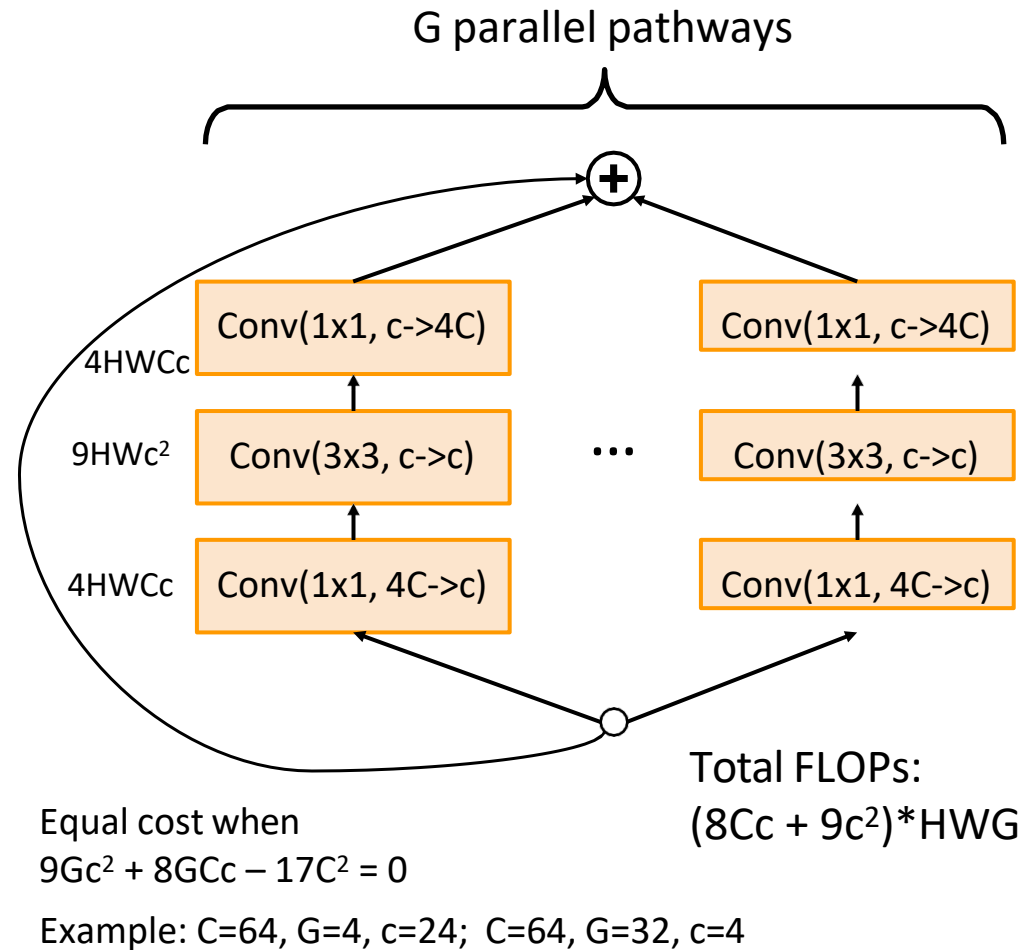 G parallel pathways
+
Conv(1x1, c->4C) Conv(1x1, c->4C)
4HWCc
9HWc² Conv(3x3, c->c) ... Conv(3x3, c->c)
4HWCc Conv(1x1, 4C->c) Conv(1x1, 4C->c)
Total FLOPs:
(8Cc + 9c²)*HWG
Equal cost when
9Gc² + 8GCc – 17C² = 0
Example: C=64, G=4, c=24; C=64, G=32, c=4